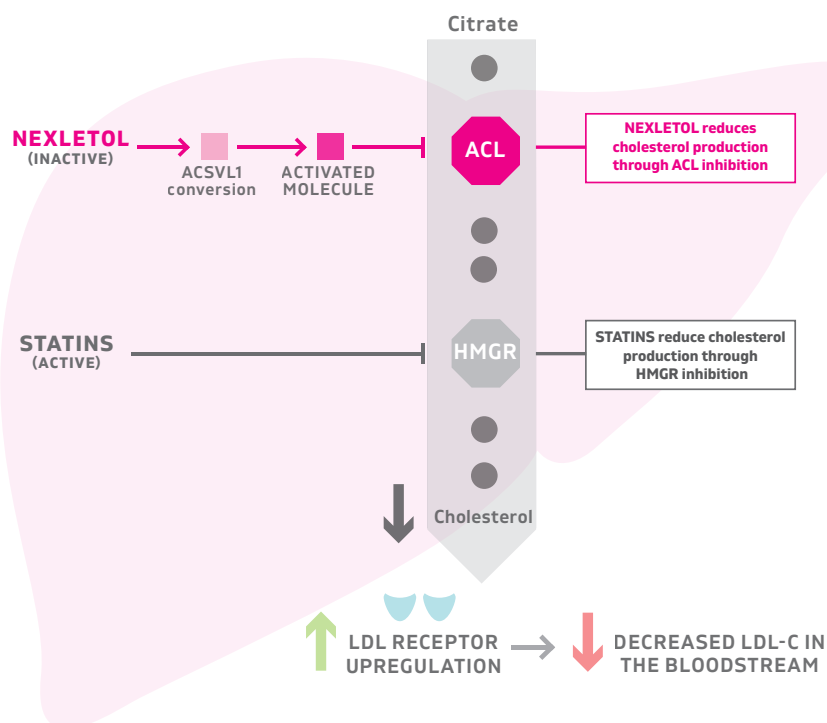 Citrate
NEXLETOL
(INACTIVE)
ACSVL1
conversion
ACTIVATED
MOLECULE
ACL
NEXLETOL reduces
cholesterol production
through ACL inhibition
STATINS
(ACTIVE)
HMGR
STATINS reduce cholesterol
production through
HMGR inhibition
Cholesterol
LDL RECEPTOR
UPREGULATION
DECREASED LDL-C IN
THE BLOODSTREAM